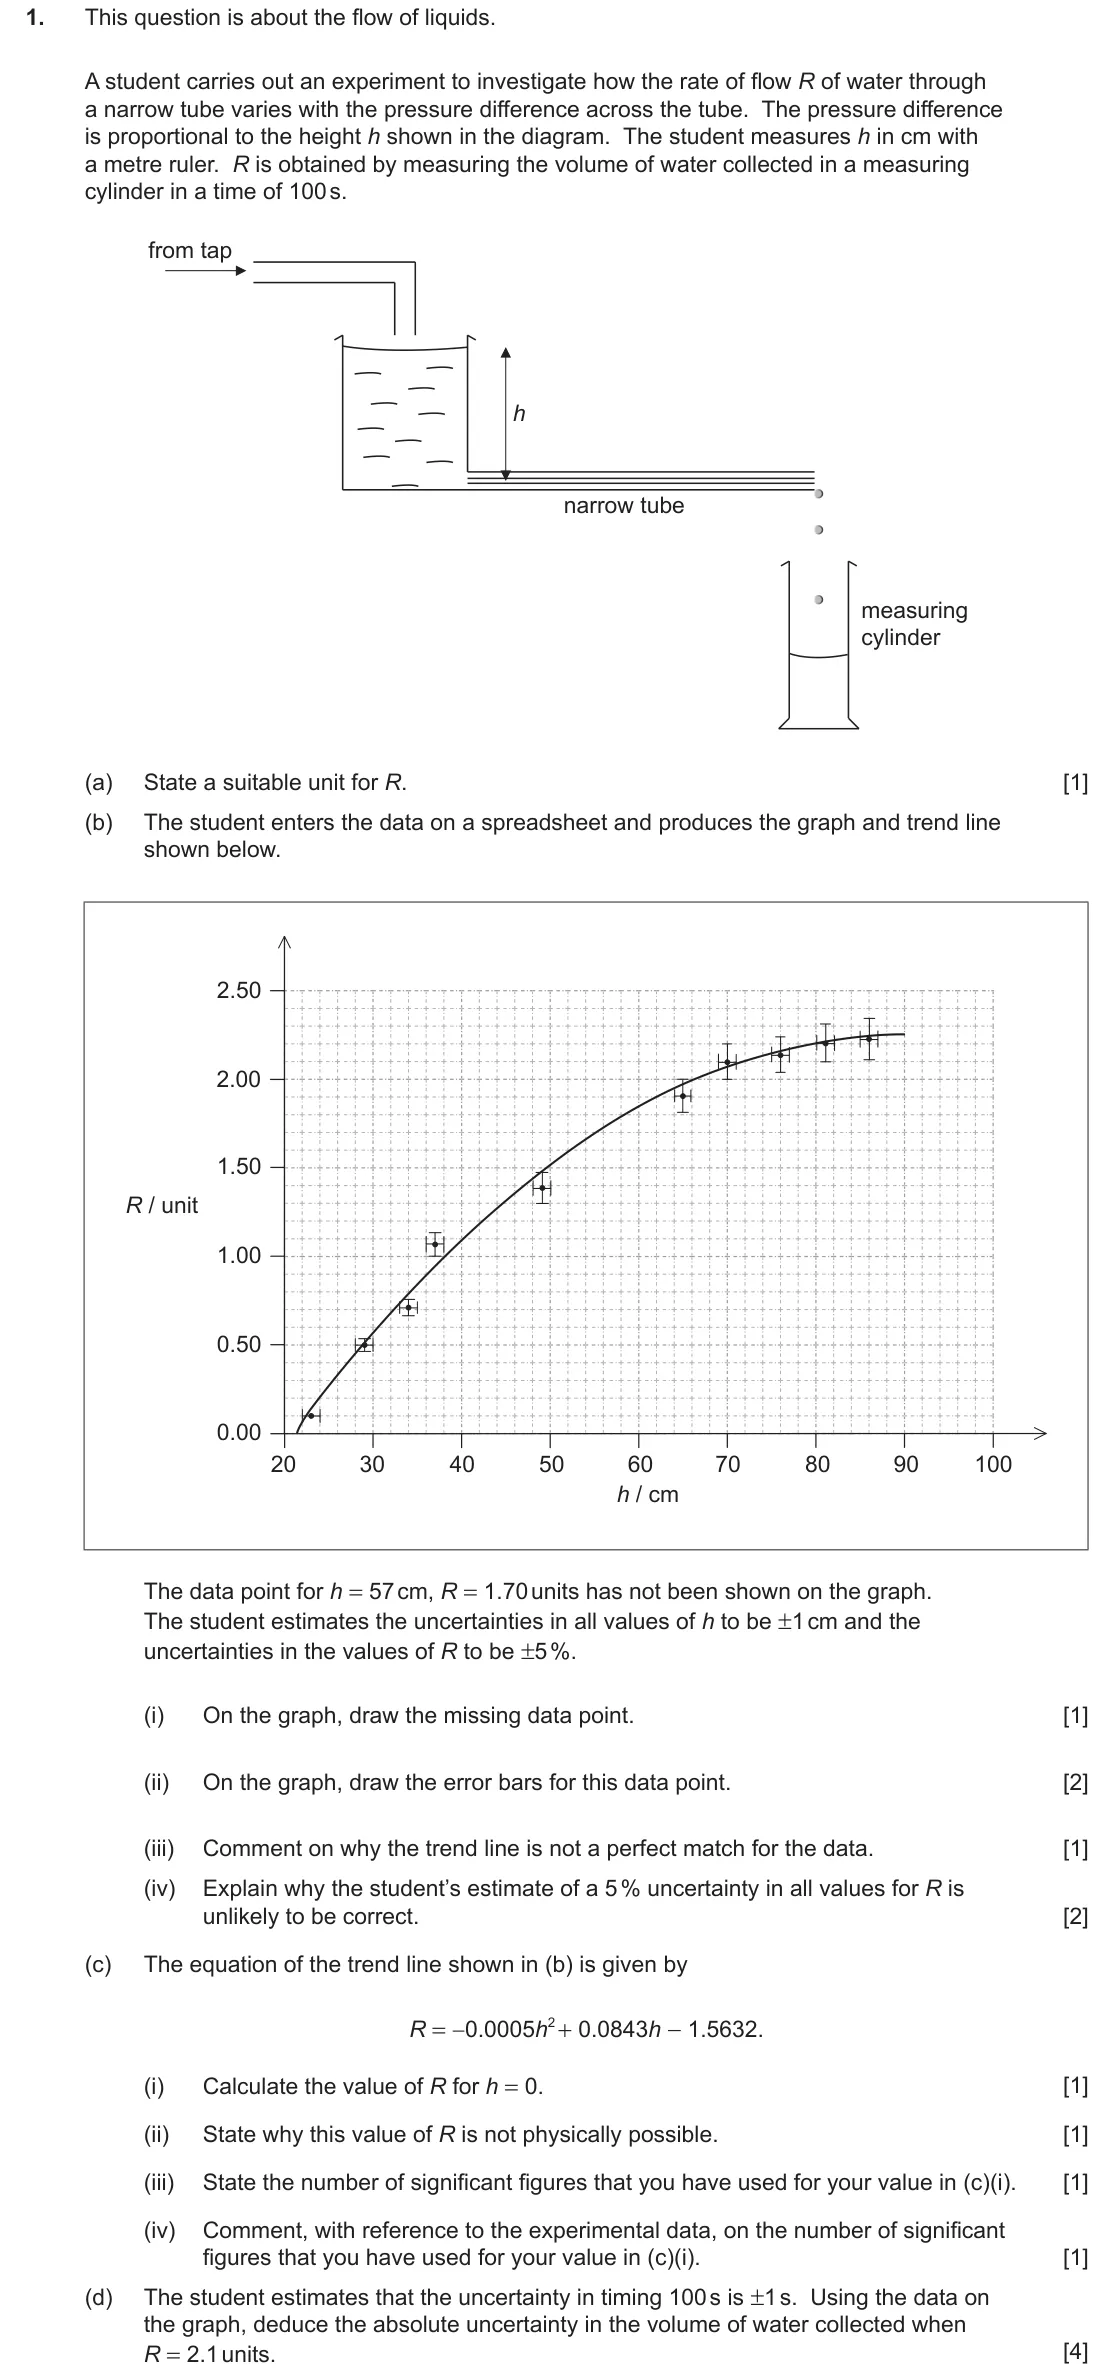 1. This question is about the flow of liquids.
A student carries out an experiment to investigate how the rate of flow R of water through
a narrow tube varies with the pressure difference across the tube. The pressure difference
is proportional to the height h shown in the diagram. The student measures h in cm with
a metre ruler. R is obtained by measuring the volume of water collected in a measuring
cylinder in a time of 100 s.
from tap
h
narrow tube
measuring
cylinder
(a) State a suitable unit for R. [1]
(b) The student enters the data on a spreadsheet and produces the graph and trend line
shown below.
2.50
2.00
1.50
R / unit
1.00
0.50
0.00
20 30 40 50 60 70 80 90 100
h / cm
The data point for h = 57 cm, R = 1.70 units has not been shown on the graph.
The student estimates the uncertainties in all values of h to be ±1 cm and the
uncertainties in the values of R to be ±5 %.
(i) On the graph, draw the missing data point. [1]
(ii) On the graph, draw the error bars for this data point. [2]
(iii) Comment on why the trend line is not a perfect match for the data. [1]
(iv) Explain why the student’s estimate of a 5 % uncertainty in all values for R is
unlikely to be correct. [2]
(c) The equation of the trend line shown in (b) is given by
R = −0.0005h² + 0.0843h − 1.5632.
(i) Calculate the value of R for h = 0. [1]
(ii) State why this value of R is not physically possible. [1]
(iii) State the number of significant figures that you have used for your value in (c)(i). [1]
(iv) Comment, with reference to the experimental data, on the number of significant
figures that you have used for your value in (c)(i). [1]
(d) The student estimates that the uncertainty in timing 100 s is ±1 s. Using the data on
the graph, deduce the absolute uncertainty in the volume of water collected when
R = 2.1 units. [4]